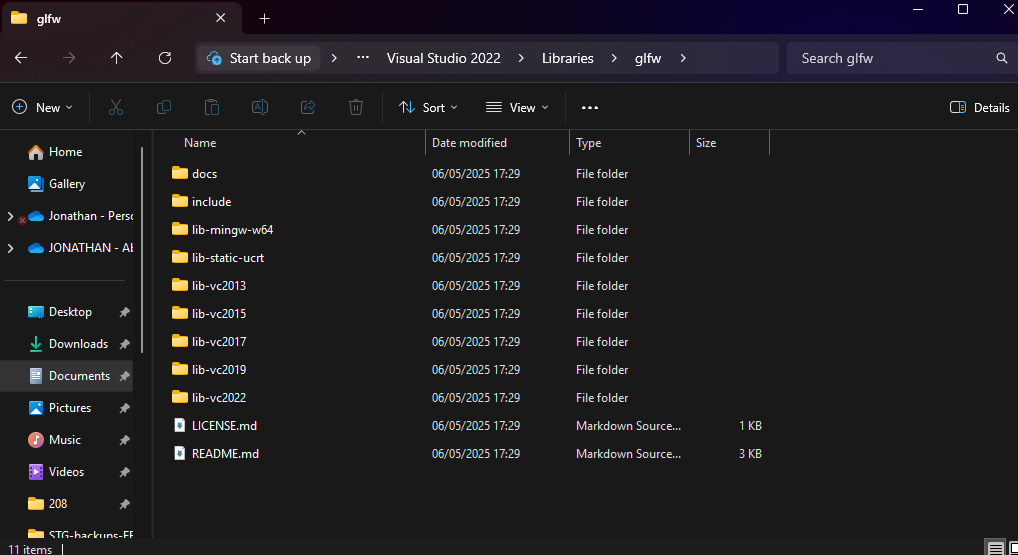 glfw
Start back up > ··· Visual Studio 2022 > Libraries > glfw >
Search glfw
New
Sort
View
Details
Name Date modified Type Size
Home
Gallery
Jonathan - Perso
JONATHAN - Ab
Desktop
Downloads
Documents
Pictures
Music
Videos
208
docs 06/05/2025 17:29 File folder
include 06/05/2025 17:29 File folder
lib-mingw-w64 06/05/2025 17:29 File folder
lib-static-ucrt 06/05/2025 17:29 File folder
lib-vc2013 06/05/2025 17:29 File folder
lib-vc2015 06/05/2025 17:29 File folder
lib-vc2017 06/05/2025 17:29 File folder
lib-vc2019 06/05/2025 17:29 File folder
lib-vc2022 06/05/2025 17:29 File folder
LICENSE.md 06/05/2025 17:29 Markdown Source... 1 KB
README.md 06/05/2025 17:29 Markdown Source... 3 KB
11 items